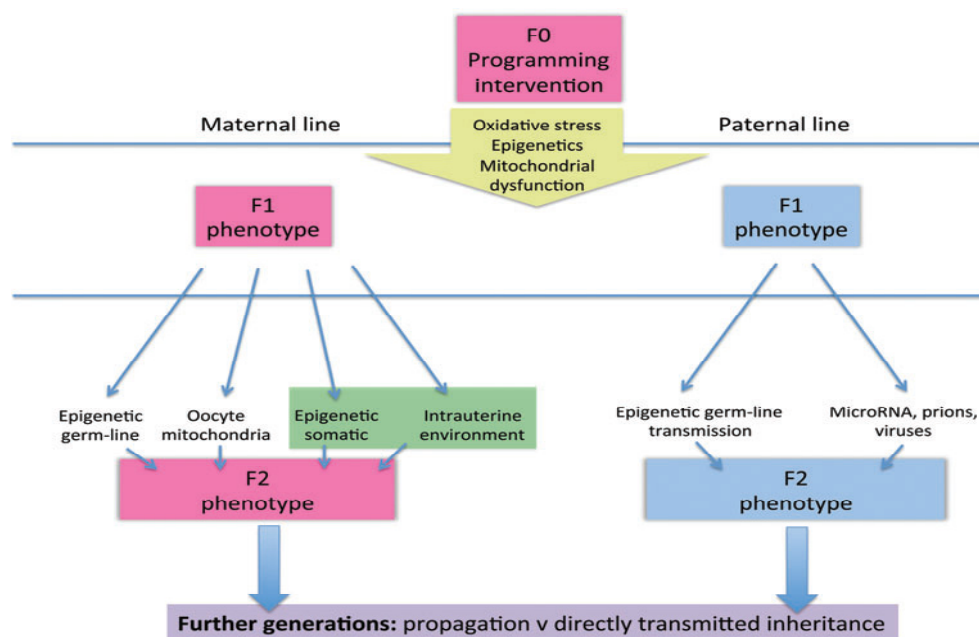 F0
Programming
intervention
Maternal line
Paternal line
Oxidative stress
Epigenetics
Mitochondrial
dysfunction
F1
phenotype
F1
phenotype
Epigenetic
germ-line
Oocyte
mitochondria
Epigenetic
somatic
Intrauterine
environment
Epigenetic germ-line
transmission
MicroRNA, prions,
viruses
F2
phenotype
F2
phenotype
Further generations: propagation v directly transmitted inheritance